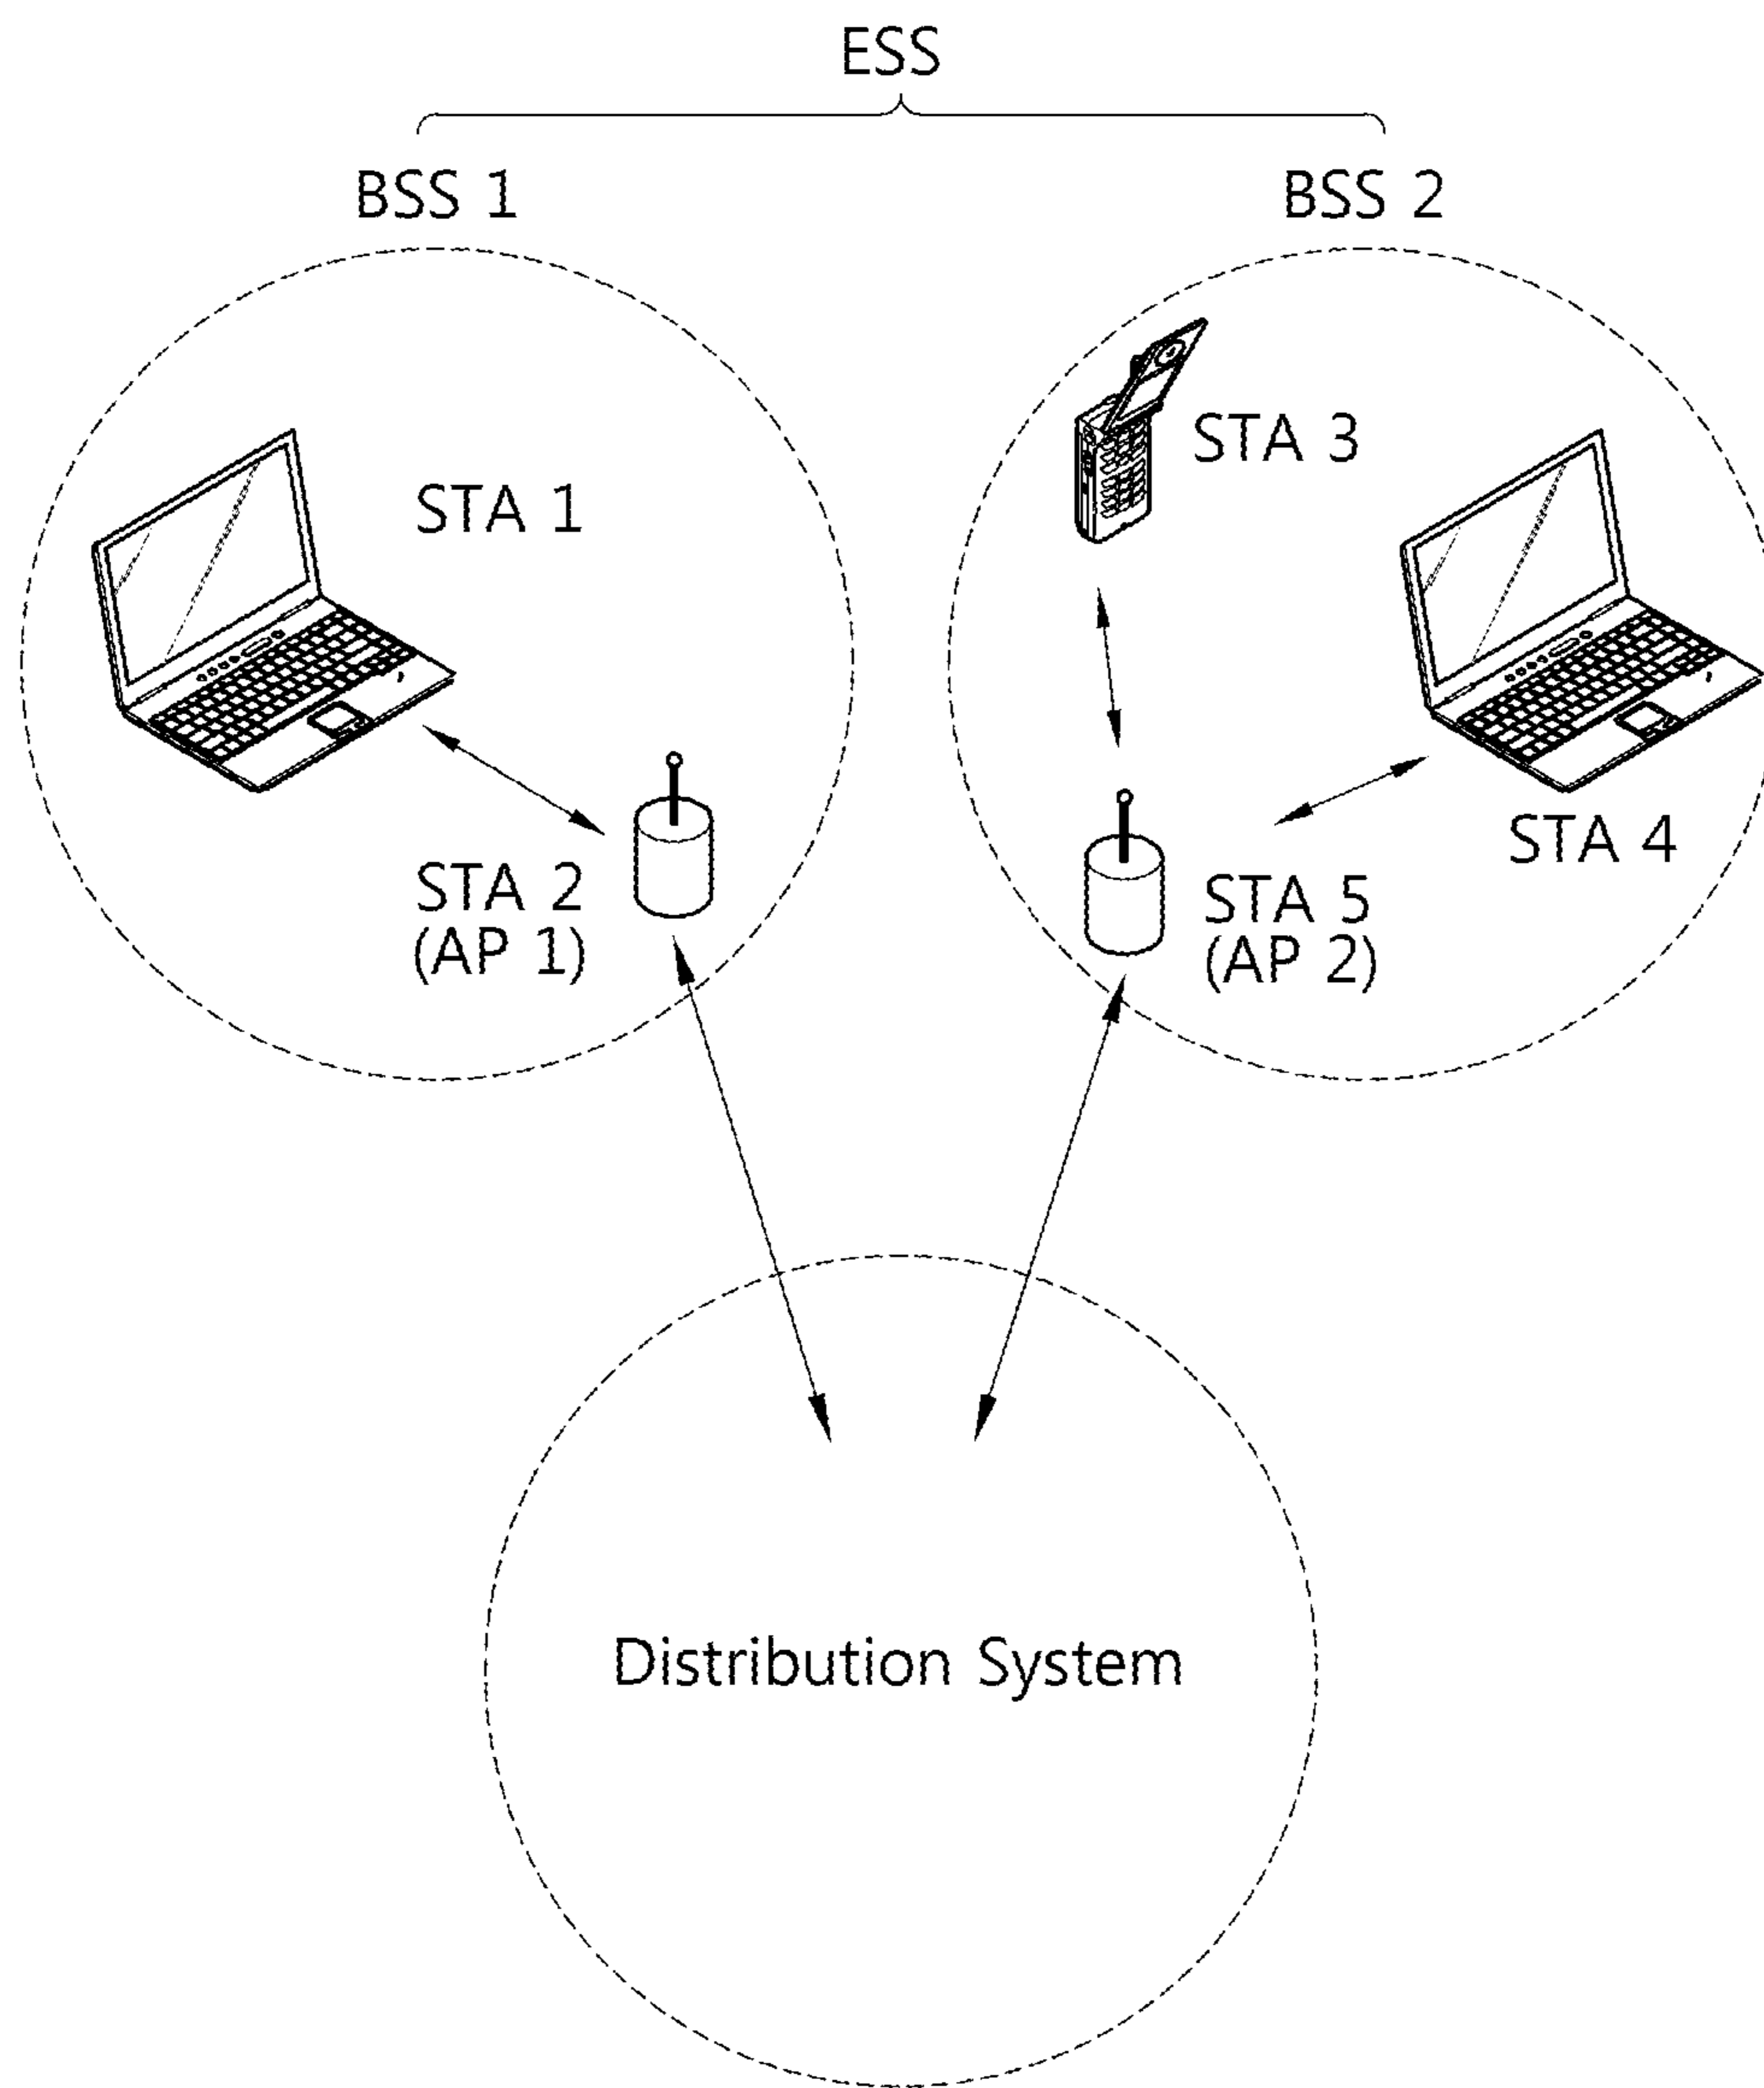 ESS
BSS 1
BSS 2
STA 1
STA 3
STA 2
(AP 1)
STA 4
STA 5
(AP 2)
Distribution System